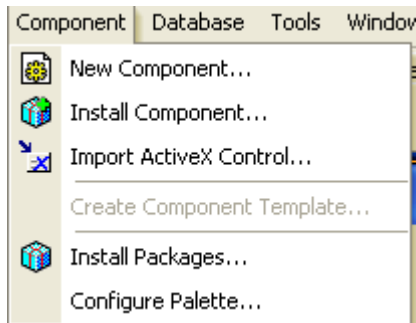 Component Database Tools Window
New Component...
Install Component...
Import ActiveX Control...
Create Component Template...
Install Packages...
Configure Palette...